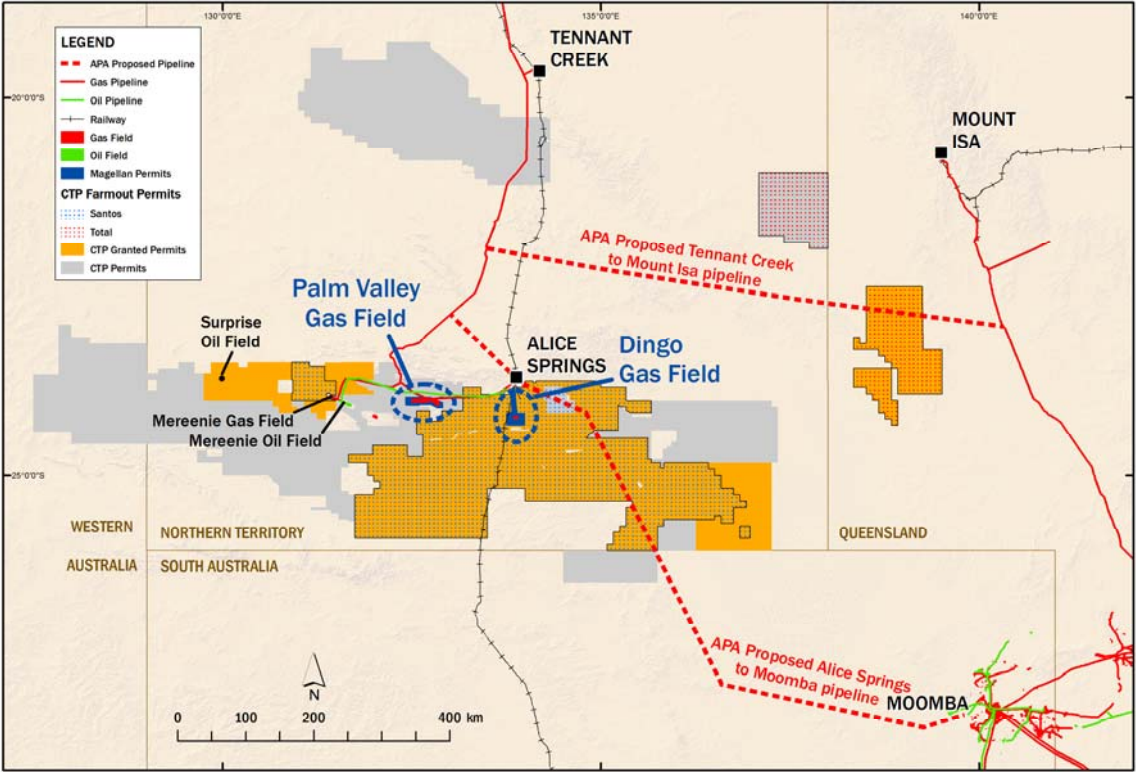 130°0'0"E
135°0'0"E
140°0'0"E
LEGEND
APA Proposed Pipeline
Gas Pipeline
Oil Pipeline
Railway
Gas Field
Oil Field
Magellan Permits
CTP Farmout Permits
Santos
Total
CTP Granted Permits
CTP Permits
TENNANT
CREEK
20°0'0"S
MOUNT
ISA
APA Proposed Tennant Creek
to Mount Isa pipeline
Palm Valley
Gas Field
Surprise
Oil Field
ALICE
SPRINGS
Dingo
Gas Field
Mereenie Gas Field
Mereenie Oil Field
25°0'0"S
WESTERN
AUSTRALIA
NORTHERN TERRITORY
SOUTH AUSTRALIA
QUEENSLAND
APA Proposed Alice Springs
to Moomba pipeline
MOOMBA
N
0 100 200 400 km